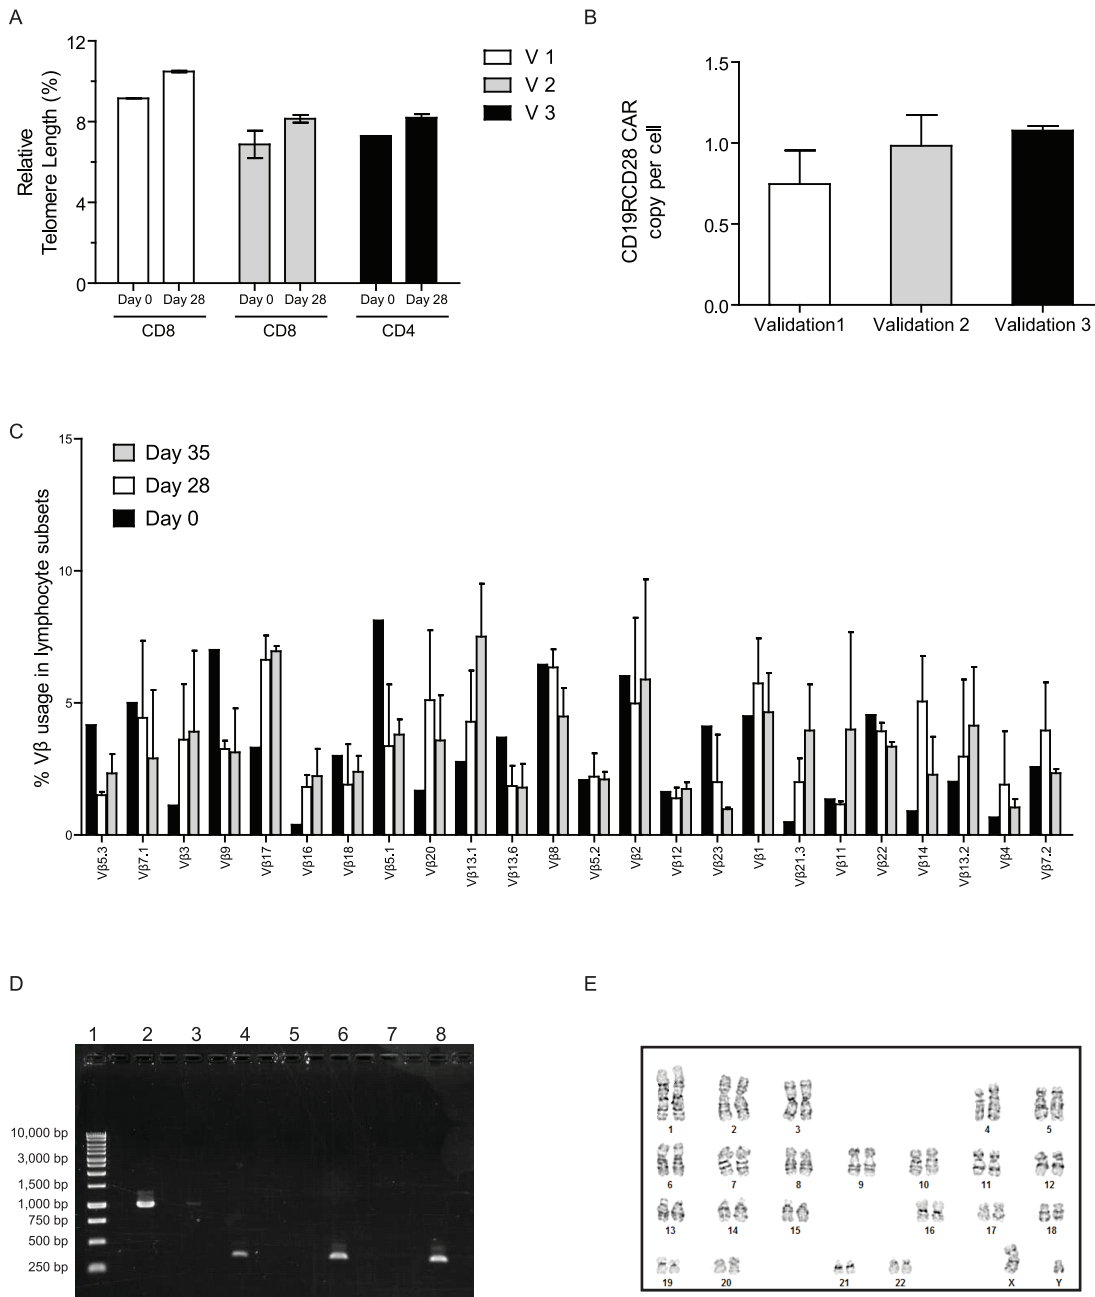 A
12
8
4
0
Relative
Telomere Length (%)
Day 0 Day 28 Day 0 Day 28 Day 0 Day 28
CD8 CD8 CD4
V 1
V 2
V 3
B
1.5
1.0
0.5
0.0
CD19RCD28 CAR
copy per cell
Validation1 Validation 2 Validation 3
C
15
10
5
0
% Vβ usage in lymphocyte subsets
Day 35
Day 28
Day 0
Vβ5.3 Vβ7.1 Vβ3 Vβ9 Vβ17 Vβ16 Vβ18 Vβ5.1 Vβ20 Vβ13.1 Vβ13.6 Vβ8 Vβ5.2 Vβ2 Vβ12 Vβ23 Vβ1 Vβ21.3 Vβ11 Vβ22 Vβ14 Vβ13.2 Vβ4 Vβ7.2
D
1 2 3 4 5 6 7 8
10,000 bp
3,000 bp
1,500 bp
1,000 bp
750 bp
500 bp
250 bp
E
1 2 3 4 5
6 7 8 9 10 11 12
13 14 15 16 17 18
19 20 21 22 X Y